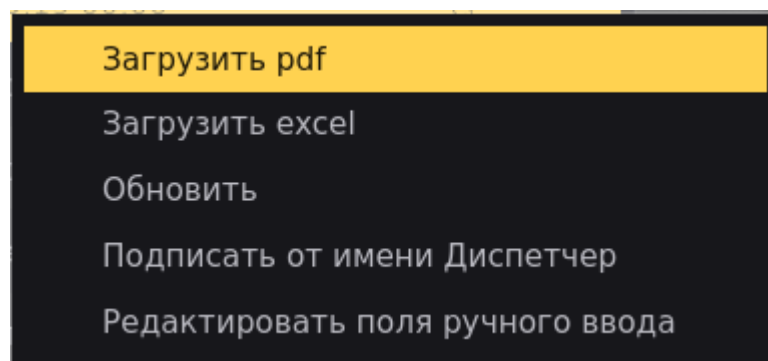 Загрузить pdf
Загрузить excel
Обновить
Подписать от имени Диспетчер
Редактировать поля ручного ввода